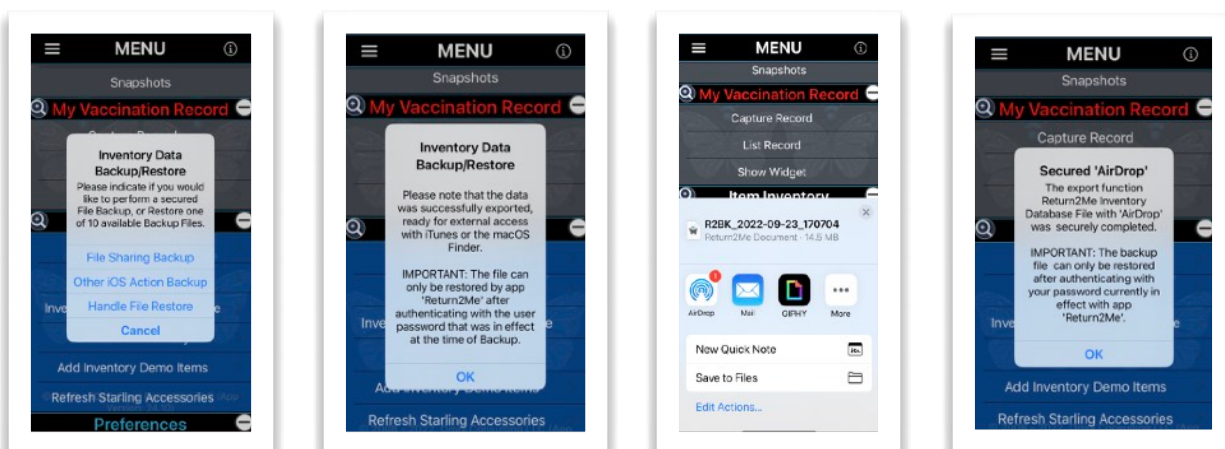 MENU
Snapshots
My Vaccination Record
Inventory Data
Backup/Restore
Please indicate if you would
like to perform a secured
File Backup, or Restore one
of 10 available Backup Files.
File Sharing Backup
Other iOS Action Backup
Handle File Restore
Cancel
Inve
e
Add Inventory Demo Items
Refresh Starling Accessories
Preferences
MENU
Snapshots
My Vaccination Record
Inventory Data
Backup/Restore
Please note that the data
was successfully exported,
ready for external access
with iTunes or the macOS
Finder.
IMPORTANT: The file can
only be restored by app
'Return2Me' after
authenticating with the user
password that was in effect
at the time of Backup.
OK
Inve
e
Refresh Starling Accessories
MENU
Snapshots
My Vaccination Record
Capture Record
List Record
Show Widget
Item Inventory
R2BK_2022-09-23_170704
Return2Me Document · 14.5 MB
1
AirDrop
Mail
GIPHY
More
New Quick Note
Save to Files
Edit Actions...
MENU
Snapshots
My Vaccination Record
Capture Record
Secured 'AirDrop'
The export function
Return2Me Inventory
Database File with 'AirDrop'
was securely completed.
IMPORTANT: The backup
file can only be restored
after authenticating with
your password currently in
effect with app
'Return2Me'.
OK
Inve
e
Add Inventory Demo Items
Refresh Starling Accessories